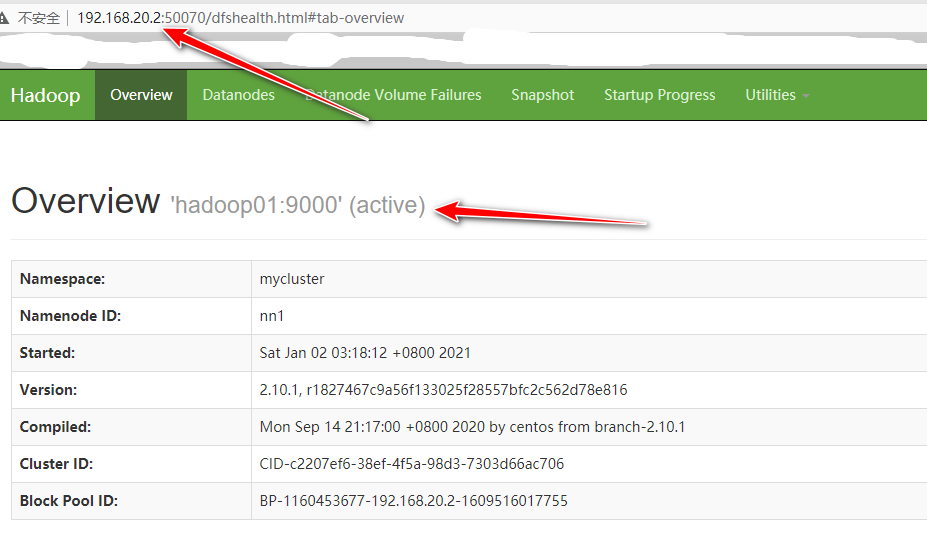 不安全 | 192.168.20.2:50070/dfshealth.html#tab-overview
Hadoop Overview Datanodes Datanode Volume Failures Snapshot Startup Progress Utilities
Overview 'hadoop01:9000' (active)
Namespace: mycluster
Namenode ID: nn1
Started: Sat Jan 02 03:18:12 +0800 2021
Version: 2.10.1, r1827467c9a56f133025f28557bfc2c562d78e816
Compiled: Mon Sep 14 21:17:00 +0800 2020 by centos from branch-2.10.1
Cluster ID: CID-c2207ef6-38ef-4f5a-98d3-7303d66ac706
Block Pool ID: BP-1160453677-192.168.20.2-1609516017755